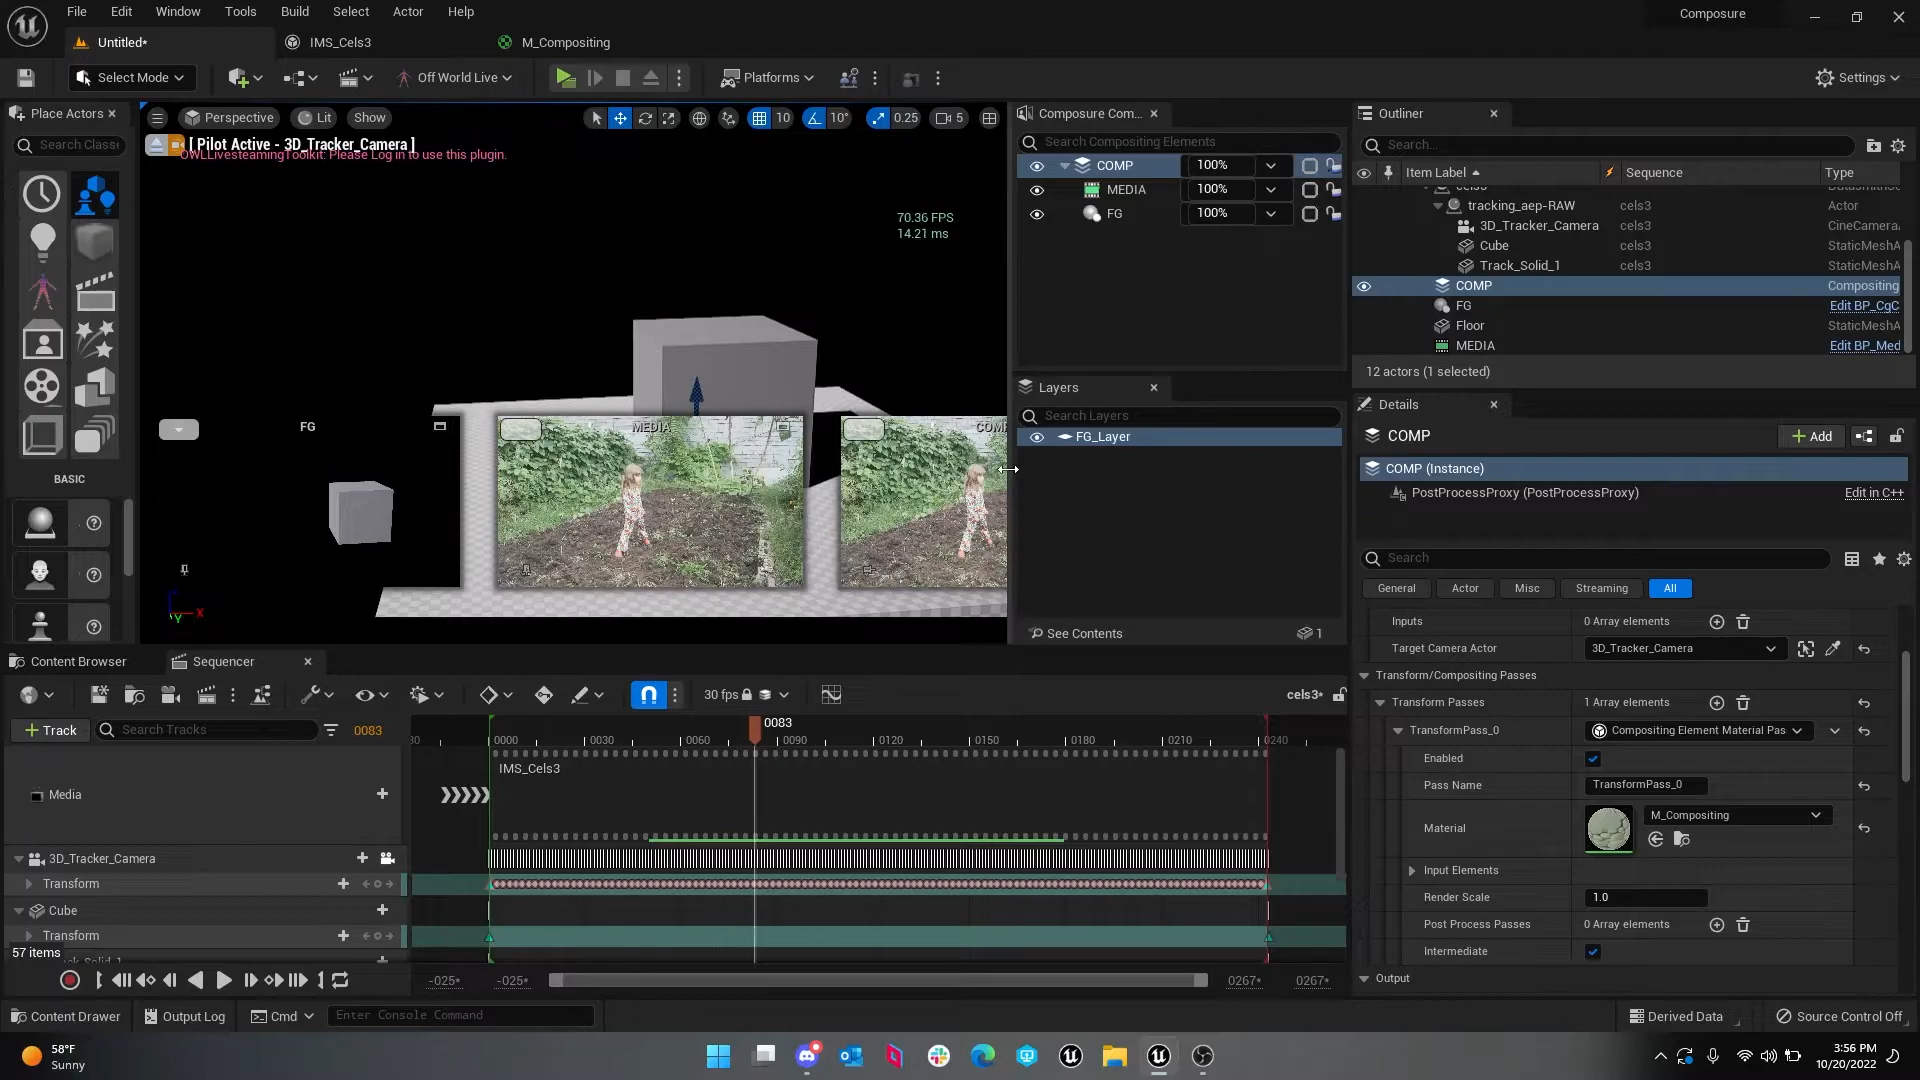 File Edit Window Tools Build Select Actor Help
Composure
Untitled*
IMS_Cels3
M_Compositing
Select Mode
Off World Live
Platforms
Settings
Place Actors
Search Classe
BASIC
Perspective
Lit
Show
10
10°
0.25
5
[ Pilot Active - 3D_Tracker_Camera ]
OWLLivesteamingToolkit: Please Log in to use this plugin.
70.36 FPS
14.21 ms
FG
MEDIA
COMP
X
Y
Composure Com...
Search Compositing Elements
COMP 100%
MEDIA 100%
FG 100%
Layers
Search Layers
FG_Layer
See Contents
1
Outliner
Search...
Item Label Sequence Type
tracking_aep-RAW cels3 Actor
3D_Tracker_Camera cels3 CineCamera
Cube cels3 StaticMeshA
Track_Solid_1 cels3 StaticMeshA
COMP Compositing
FG Edit BP_CgC
Floor StaticMeshA
MEDIA Edit BP_Med
12 actors (1 selected)
Details
COMP
Add
COMP (Instance)
PostProcessProxy (PostProcessProxy) Edit in C++
Search
General Actor Misc Streaming All
Inputs 0 Array elements
Target Camera Actor 3D_Tracker_Camera
Transform/Compositing Passes
Transform Passes 1 Array elements
TransformPass_0 Compositing Element Material Pas
Enabled
Pass Name TransformPass_0
Material M_Compositing
Input Elements
Render Scale 1.0
Post Process Passes 0 Array elements
Intermediate
Output
Content Browser
Sequencer
30 fps
cels3*
Track
Search Tracks
0083
0083
0000 0030 0060 0090 0120 0150 0180 0210 0240
IMS_Cels3
Media
3D_Tracker_Camera
Transform
Cube
Transform
57 items
-025* -025* 0267* 0267*
Content Drawer
Output Log
Cmd
Enter Console Command
Derived Data
Source Control Off
58°F
Sunny
3:56 PM
10/20/2022